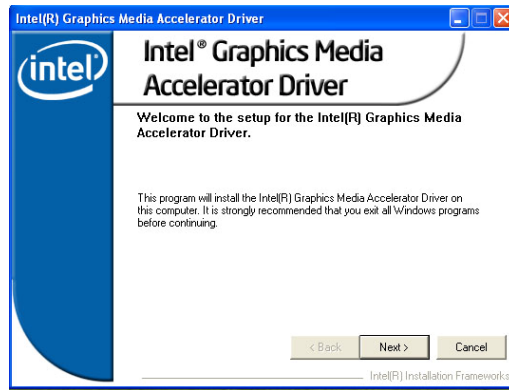 Intel(R) Graphics Media Accelerator Driver
intel®
Intel® Graphics Media
Accelerator Driver
Welcome to the setup for the Intel(R) Graphics Media
Accelerator Driver.
This program will install the Intel(R) Graphics Media Accelerator Driver on
this computer. It is strongly recommended that you exit all Windows programs
before continuing.
< Back
Next >
Cancel
Intel(R) Installation Frameworks